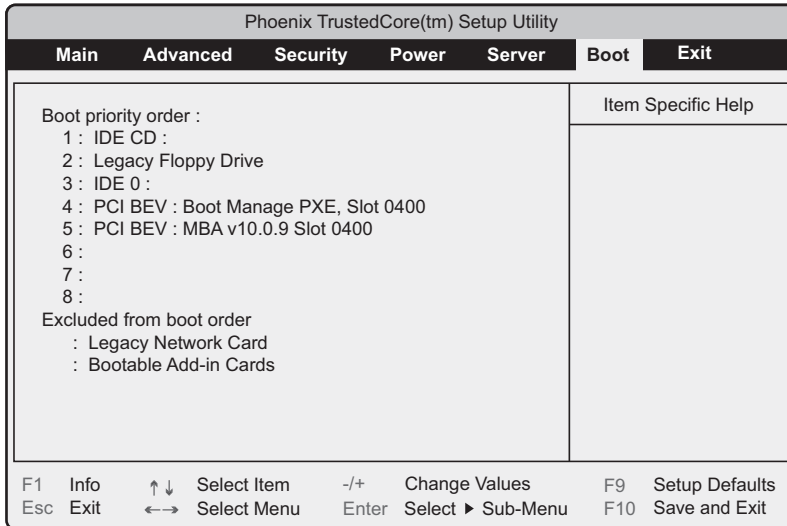 Phoenix TrustedCore(tm) Setup Utility
Main Advanced Security Power Server Boot Exit
Boot priority order :
1 : IDE CD :
2 : Legacy Floppy Drive
3 : IDE 0 :
4 : PCI BEV : Boot Manage PXE, Slot 0400
5 : PCI BEV : MBA v10.0.9 Slot 0400
6 :
7 :
8 :
Excluded from boot order
: Legacy Network Card
: Bootable Add-in Cards
Item Specific Help
F1 Info ↑↓ Select Item -/+ Change Values F9 Setup Defaults
Esc Exit ←→ Select Menu Enter Select ▶ Sub-Menu F10 Save and Exit